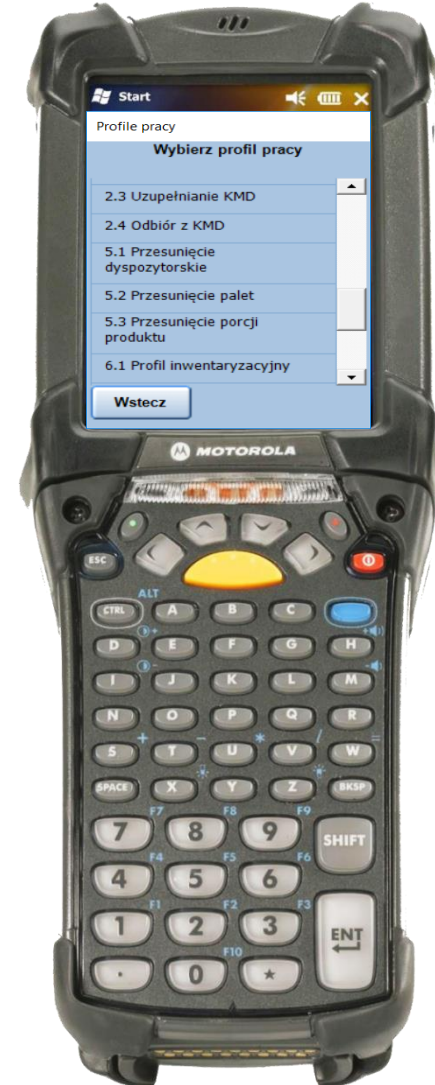 Start
Profile pracy
Wybierz profil pracy
2.3 Uzupełnianie KMD
2.4 Odbiór z KMD
5.1 Przesunięcie
dyspozytorskie
5.2 Przesunięcie palet
5.3 Przesunięcie porcji
produktu
6.1 Profil inwentaryzacyjny
Wstecz
MOTOROLA
ESC
ALT
CTRL A B C
D E F G H
I J K L M
N O P Q R
+ - * / =
S T U V W
SPACE X Y Z BKSP
F7 F8 F9
7 8 9 SHIFT
F4 F5 F6
4 5 6
F1 F2 F3
1 2 3 ENT
F10
. 0 *